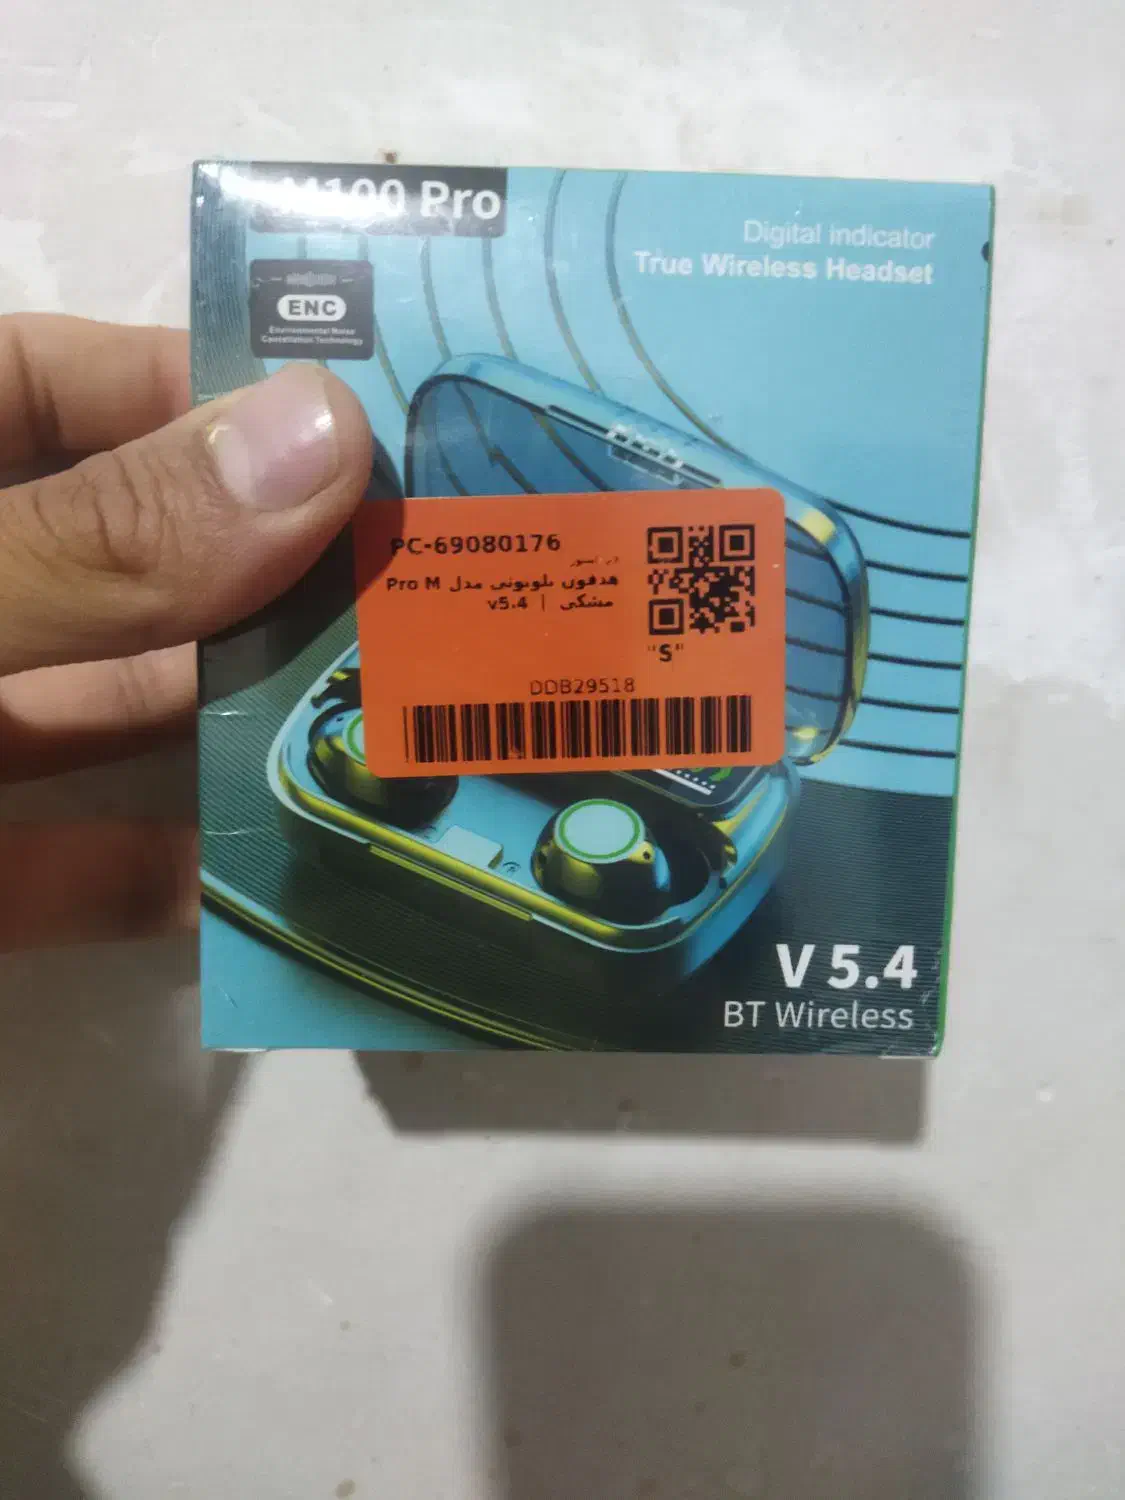 M100 Pro
Digital indicator
True Wireless Headset
ENC
Environmental Noise
Cancellation Technology
PC-69080176
هدفون بلوتوثی مدل Pro M
مشکی | v5.4
"S"
DDB29518
V 5.4
BT Wireless